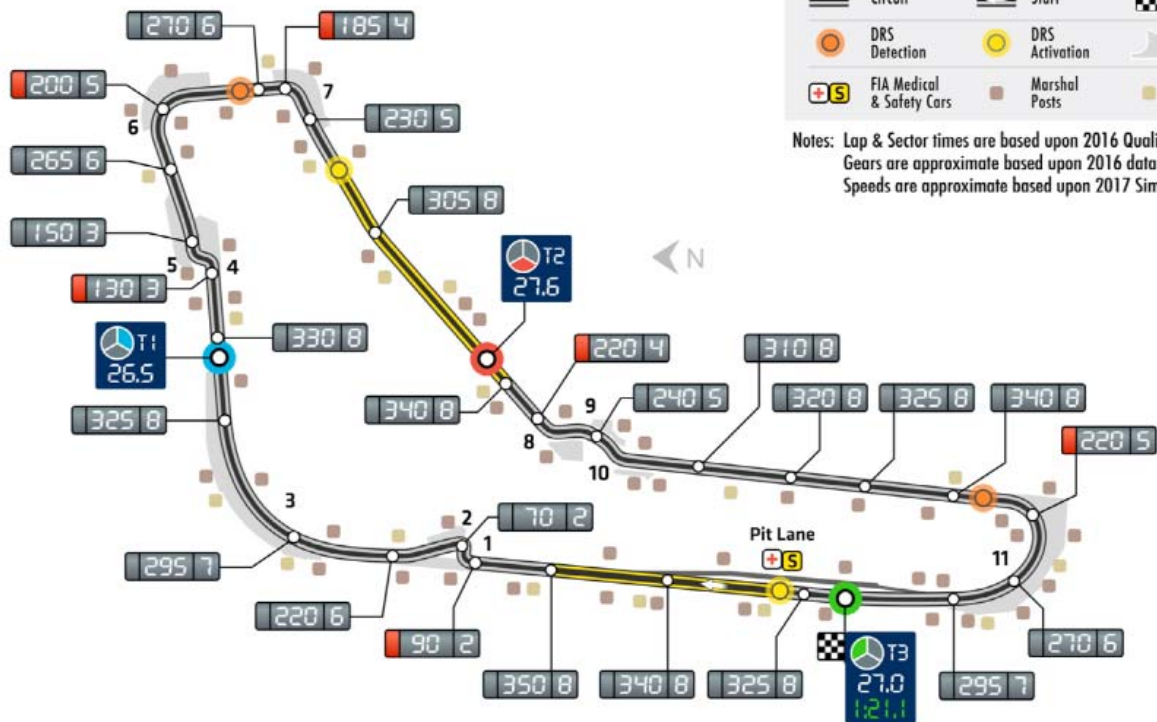 Circuit
Start
DRS
Detection
DRS
Activation
FIA Medical
& Safety Cars
Marshal
Posts
S
Notes: Lap & Sector times are based upon 2016 Quali
Gears are approximate based upon 2016 data
Speeds are approximate based upon 2017 Sim
270 6
185 4
200 5
7
230 5
6
265 6
305 8
150 3
N
T2
27.6
5
4
130 3
330 8
220 4
310 8
T1
26.5
320 8
325 8
340 8
9
240 5
325 8
340 8
8
220 5
10
3
2
70 2
Pit Lane
S
1
11
295 7
220 6
270 6
90 2
T3
27.0
1:21.1
350 8
340 8
325 8
295 7